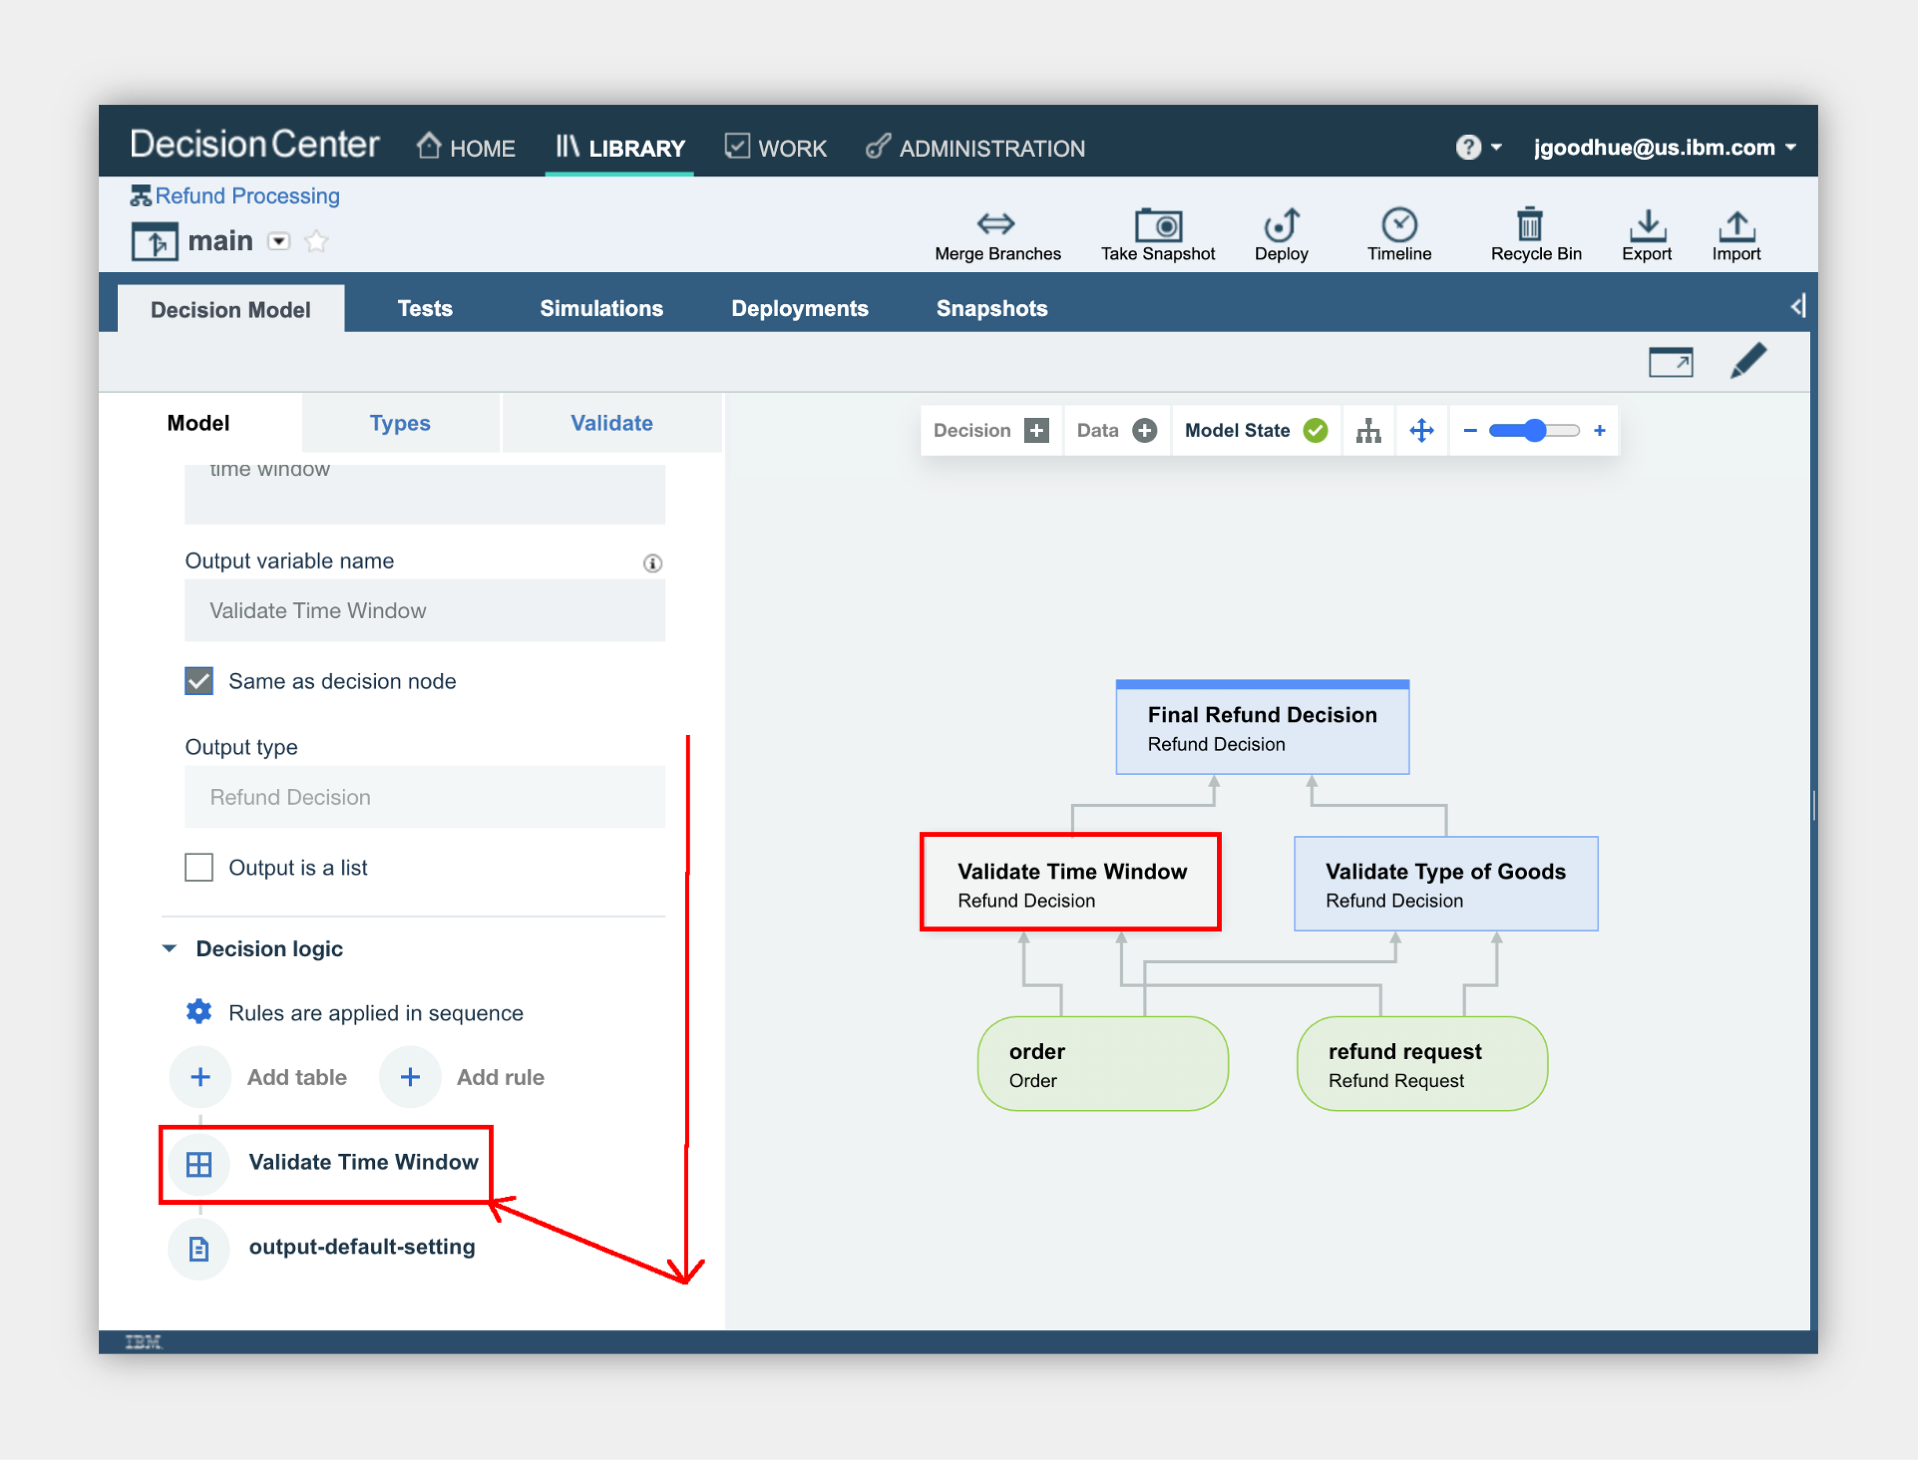 Decision Center
HOME
LIBRARY
WORK
ADMINISTRATION
?
jgoodhue@us.ibm.com
Refund Processing
main
Merge Branches
Take Snapshot
Deploy
Timeline
Recycle Bin
Export
Import
Decision Model
Tests
Simulations
Deployments
Snapshots
Model
Types
Validate
Decision
Data
Model State
time window
Output variable name
Validate Time Window
Same as decision node
Output type
Refund Decision
Output is a list
Decision logic
Rules are applied in sequence
Add table
Add rule
Validate Time Window
output-default-setting
Final Refund Decision
Refund Decision
Validate Time Window
Refund Decision
Validate Type of Goods
Refund Decision
order
Order
refund request
Refund Request
IBM